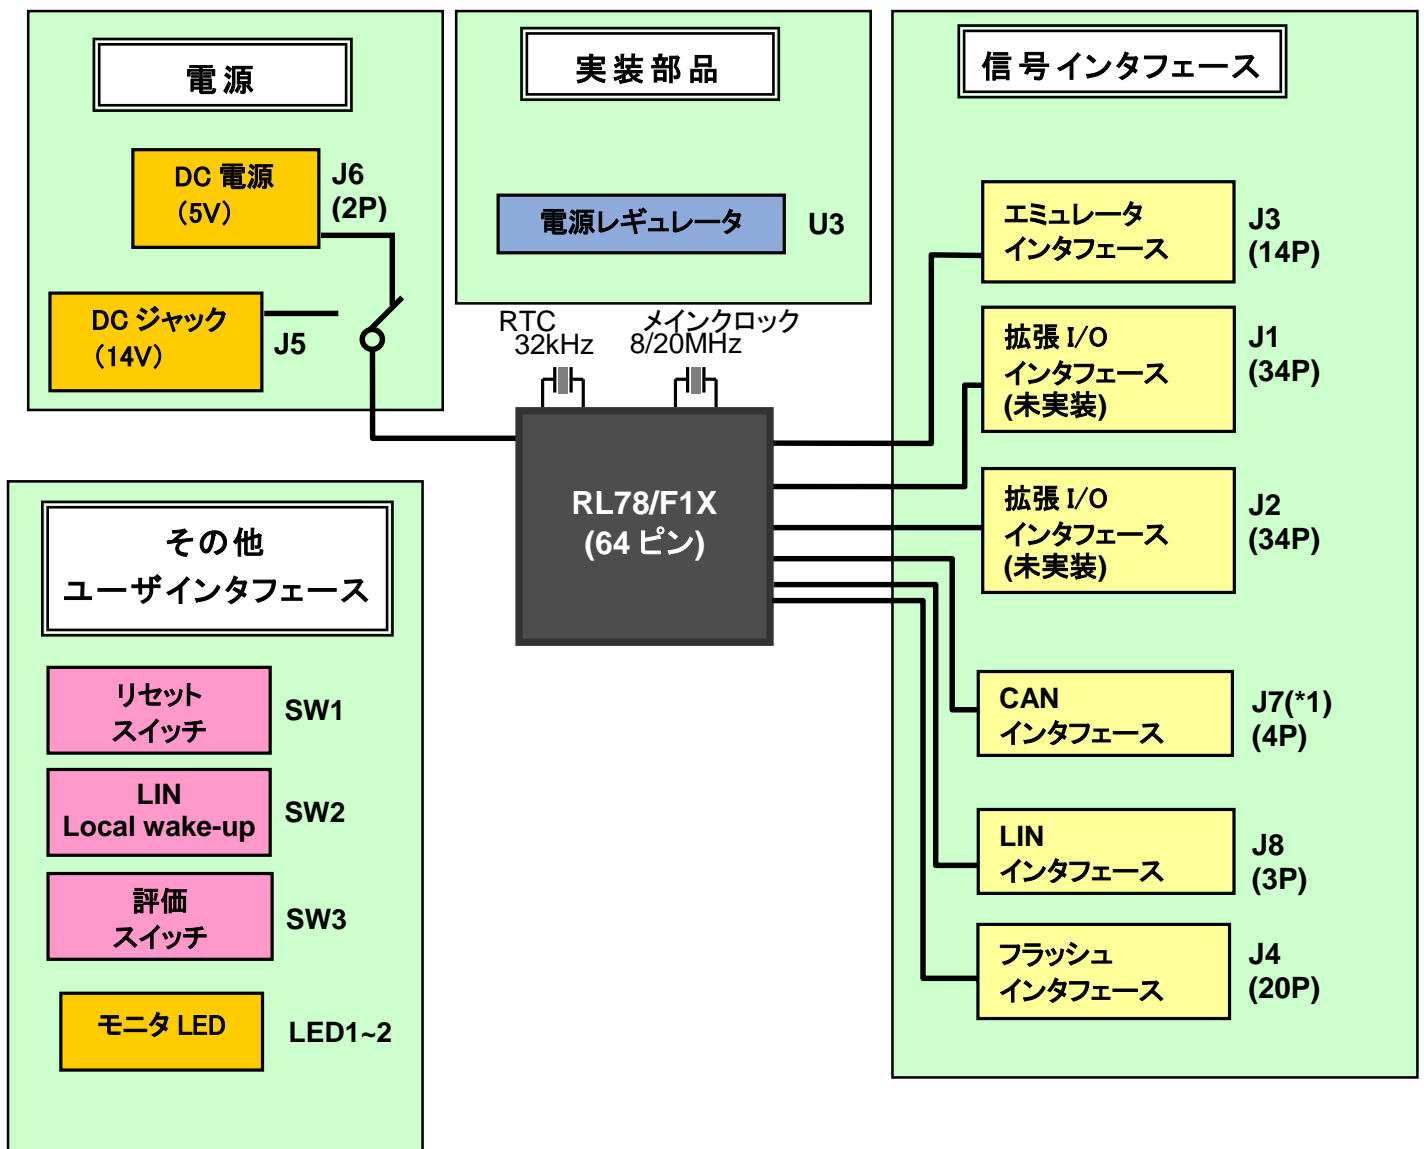 電源
DC 電源
(5V)
J6
(2P)
DC ジャック
(14V)
J5
実装部品
電源レギュレータ
U3
RTC
32kHz
メインクロック
8/20MHz
RL78/F1X
(64 ピン)
信号インタフェース
エミュレータ
インタフェース
J3
(14P)
拡張 I/O
インタフェース
(未実装)
J1
(34P)
拡張 I/O
インタフェース
(未実装)
J2
(34P)
CAN
インタフェース
J7(*1)
(4P)
LIN
インタフェース
J8
(3P)
フラッシュ
インタフェース
J4
(20P)
その他
ユーザインタフェース
リセット
スイッチ
SW1
LIN
Local wake-up
SW2
評価
スイッチ
SW3
モニタ LED
LED1~2